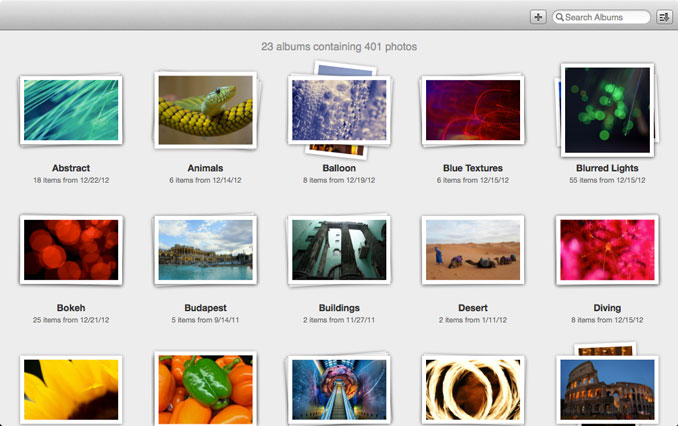 Search Albums
23 albums containing 401 photos
Abstract
18 items from 12/22/12
Animals
6 items from 12/14/12
Balloon
8 items from 12/19/12
Blue Textures
6 items from 12/15/12
Blurred Lights
55 items from 12/15/12
Bokeh
25 items from 12/21/12
Budapest
5 items from 9/14/11
Buildings
2 items from 11/27/11
Desert
2 items from 1/11/12
Diving
8 items from 12/15/12